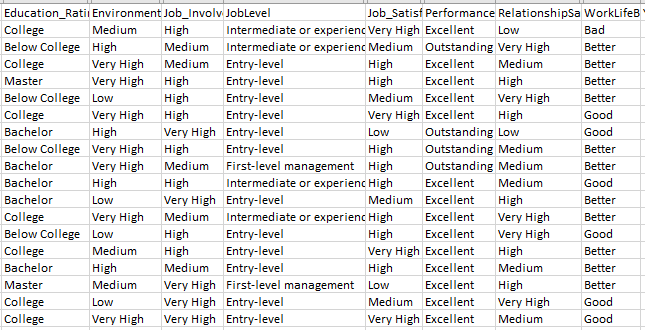 Education_Rati Environment Job_Involve JobLevel Job_Satisf Performance RelationshipSa WorkLifeB Y
College Medium High Intermediate or experienc Very High Excellent Low Bad
Below College High Medium Intermediate or experienc Medium Outstanding Very High Better
College Very High Medium Entry-level High Excellent Medium Better
Master Very High High Entry-level High Excellent High Better
Below College Low High Entry-level Medium Excellent Very High Better
College Very High High Entry-level Very High Excellent High Good
Bachelor High Very High Entry-level Low Outstanding Low Good
Below College Very High High Entry-level High Outstanding Medium Better
Bachelor Very High Medium First-level management High Outstanding Medium Better
Bachelor High High Intermediate or experienc High Excellent Medium Good
Bachelor Low Very High Entry-level Medium Excellent High Better
College Very High Medium Intermediate or experienc High Excellent Very High Better
Below College Low High Entry-level High Excellent Very High Good
College Medium High Entry-level Very High Excellent High Better
Bachelor High Medium Entry-level High Excellent Medium Better
Master Medium Very High First-level management Low Excellent High Better
College Low Very High Entry-level Medium Excellent Very High Good
College Very High Very High Entry-level Very High Excellent Medium Good